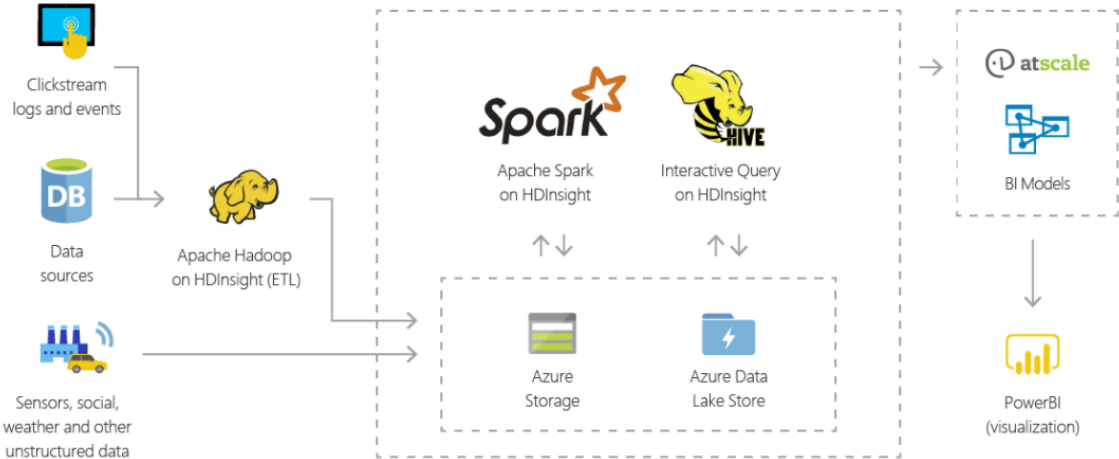 Clickstream
logs and events
DB
Data
sources
Sensors, social,
weather and other
unstructured data
Apache Hadoop
on HDInsight (ETL)
Spark
Apache Spark
on HDInsight
HIVE
Interactive Query
on HDInsight
Azure
Storage
Azure Data
Lake Store
atscale
BI Models
PowerBI
(visualization)